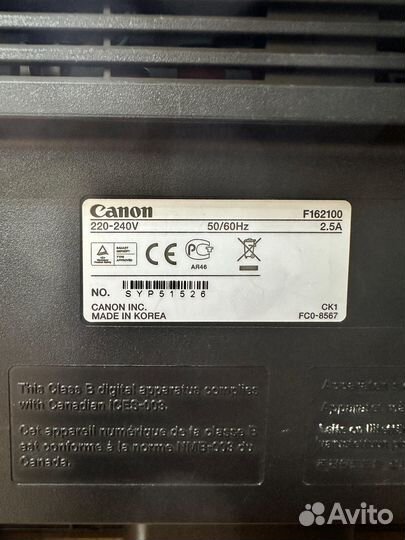 Canon F162100
220-240V 50/60Hz 2.5A
AR46
NO. SYP51526
CANON INC. CK1
MADE IN KOREA FC0-8567
This Class B digital apparatus complies
with Canadian ICES-003.
Cet appareil numérique de la classe B
est conforme à la norme NMB-003 du
Canada.
Apparatus
Avito